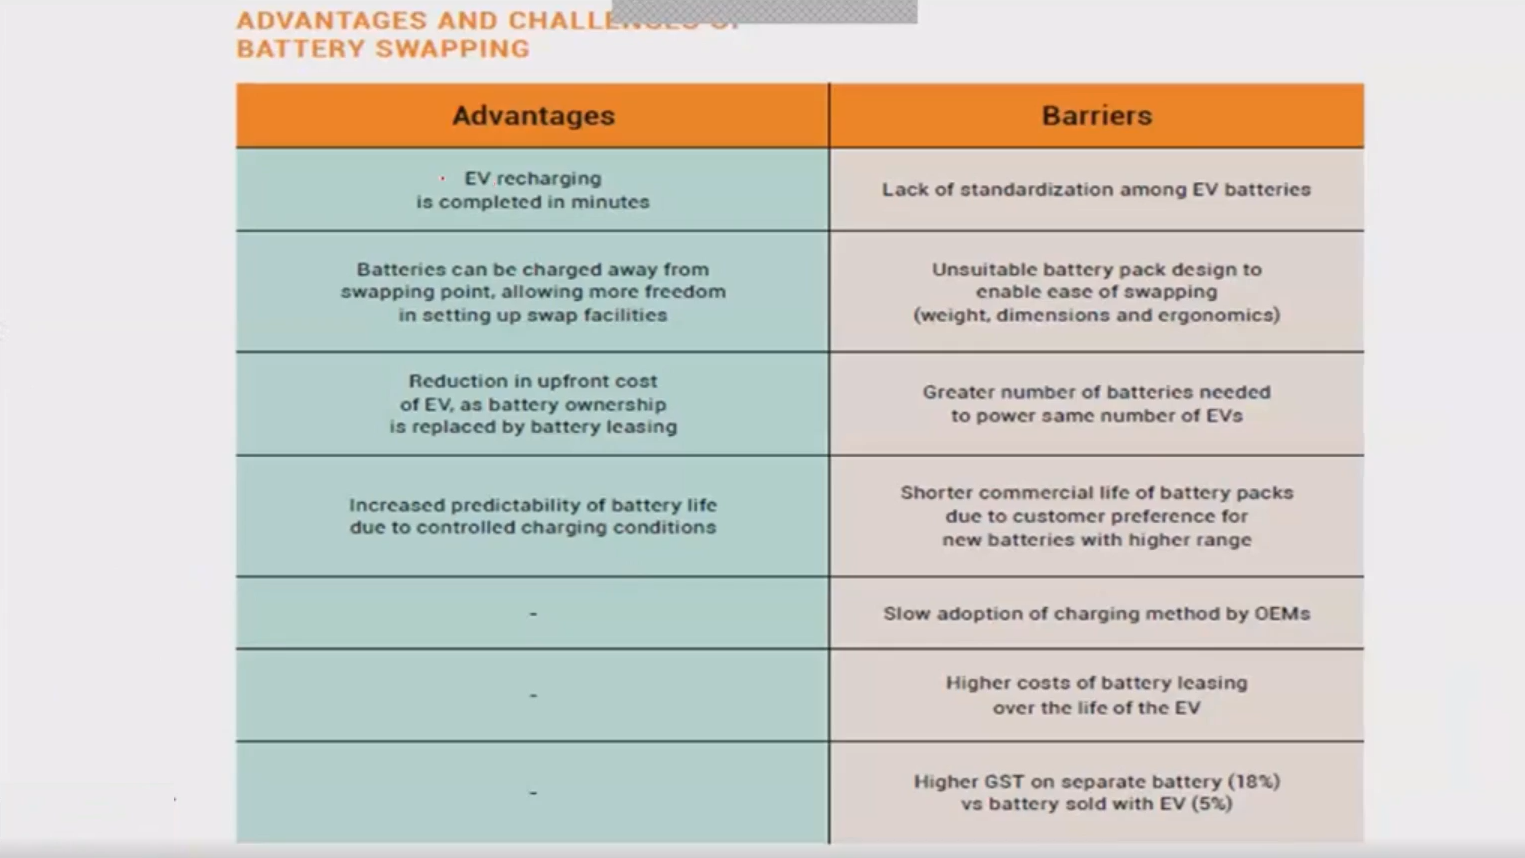 ADVANTAGES AND CHALLENGES OF
BATTERY SWAPPING
Advantages
Barriers
EV recharging
is completed in minutes
Lack of standardization among EV batteries
Batteries can be charged away from
swapping point, allowing more freedom
in setting up swap facilities
Unsuitable battery pack design to
enable ease of swapping
(weight, dimensions and ergonomics)
Reduction in upfront cost
of EV, as battery ownership
is replaced by battery leasing
Greater number of batteries needed
to power same number of EVs
Increased predictability of battery life
due to controlled charging conditions
Shorter commercial life of battery packs
due to customer preference for
new batteries with higher range
-
Slow adoption of charging method by OEMs
-
Higher costs of battery leasing
over the life of the EV
-
Higher GST on separate battery (18%)
vs battery sold with EV (5%)